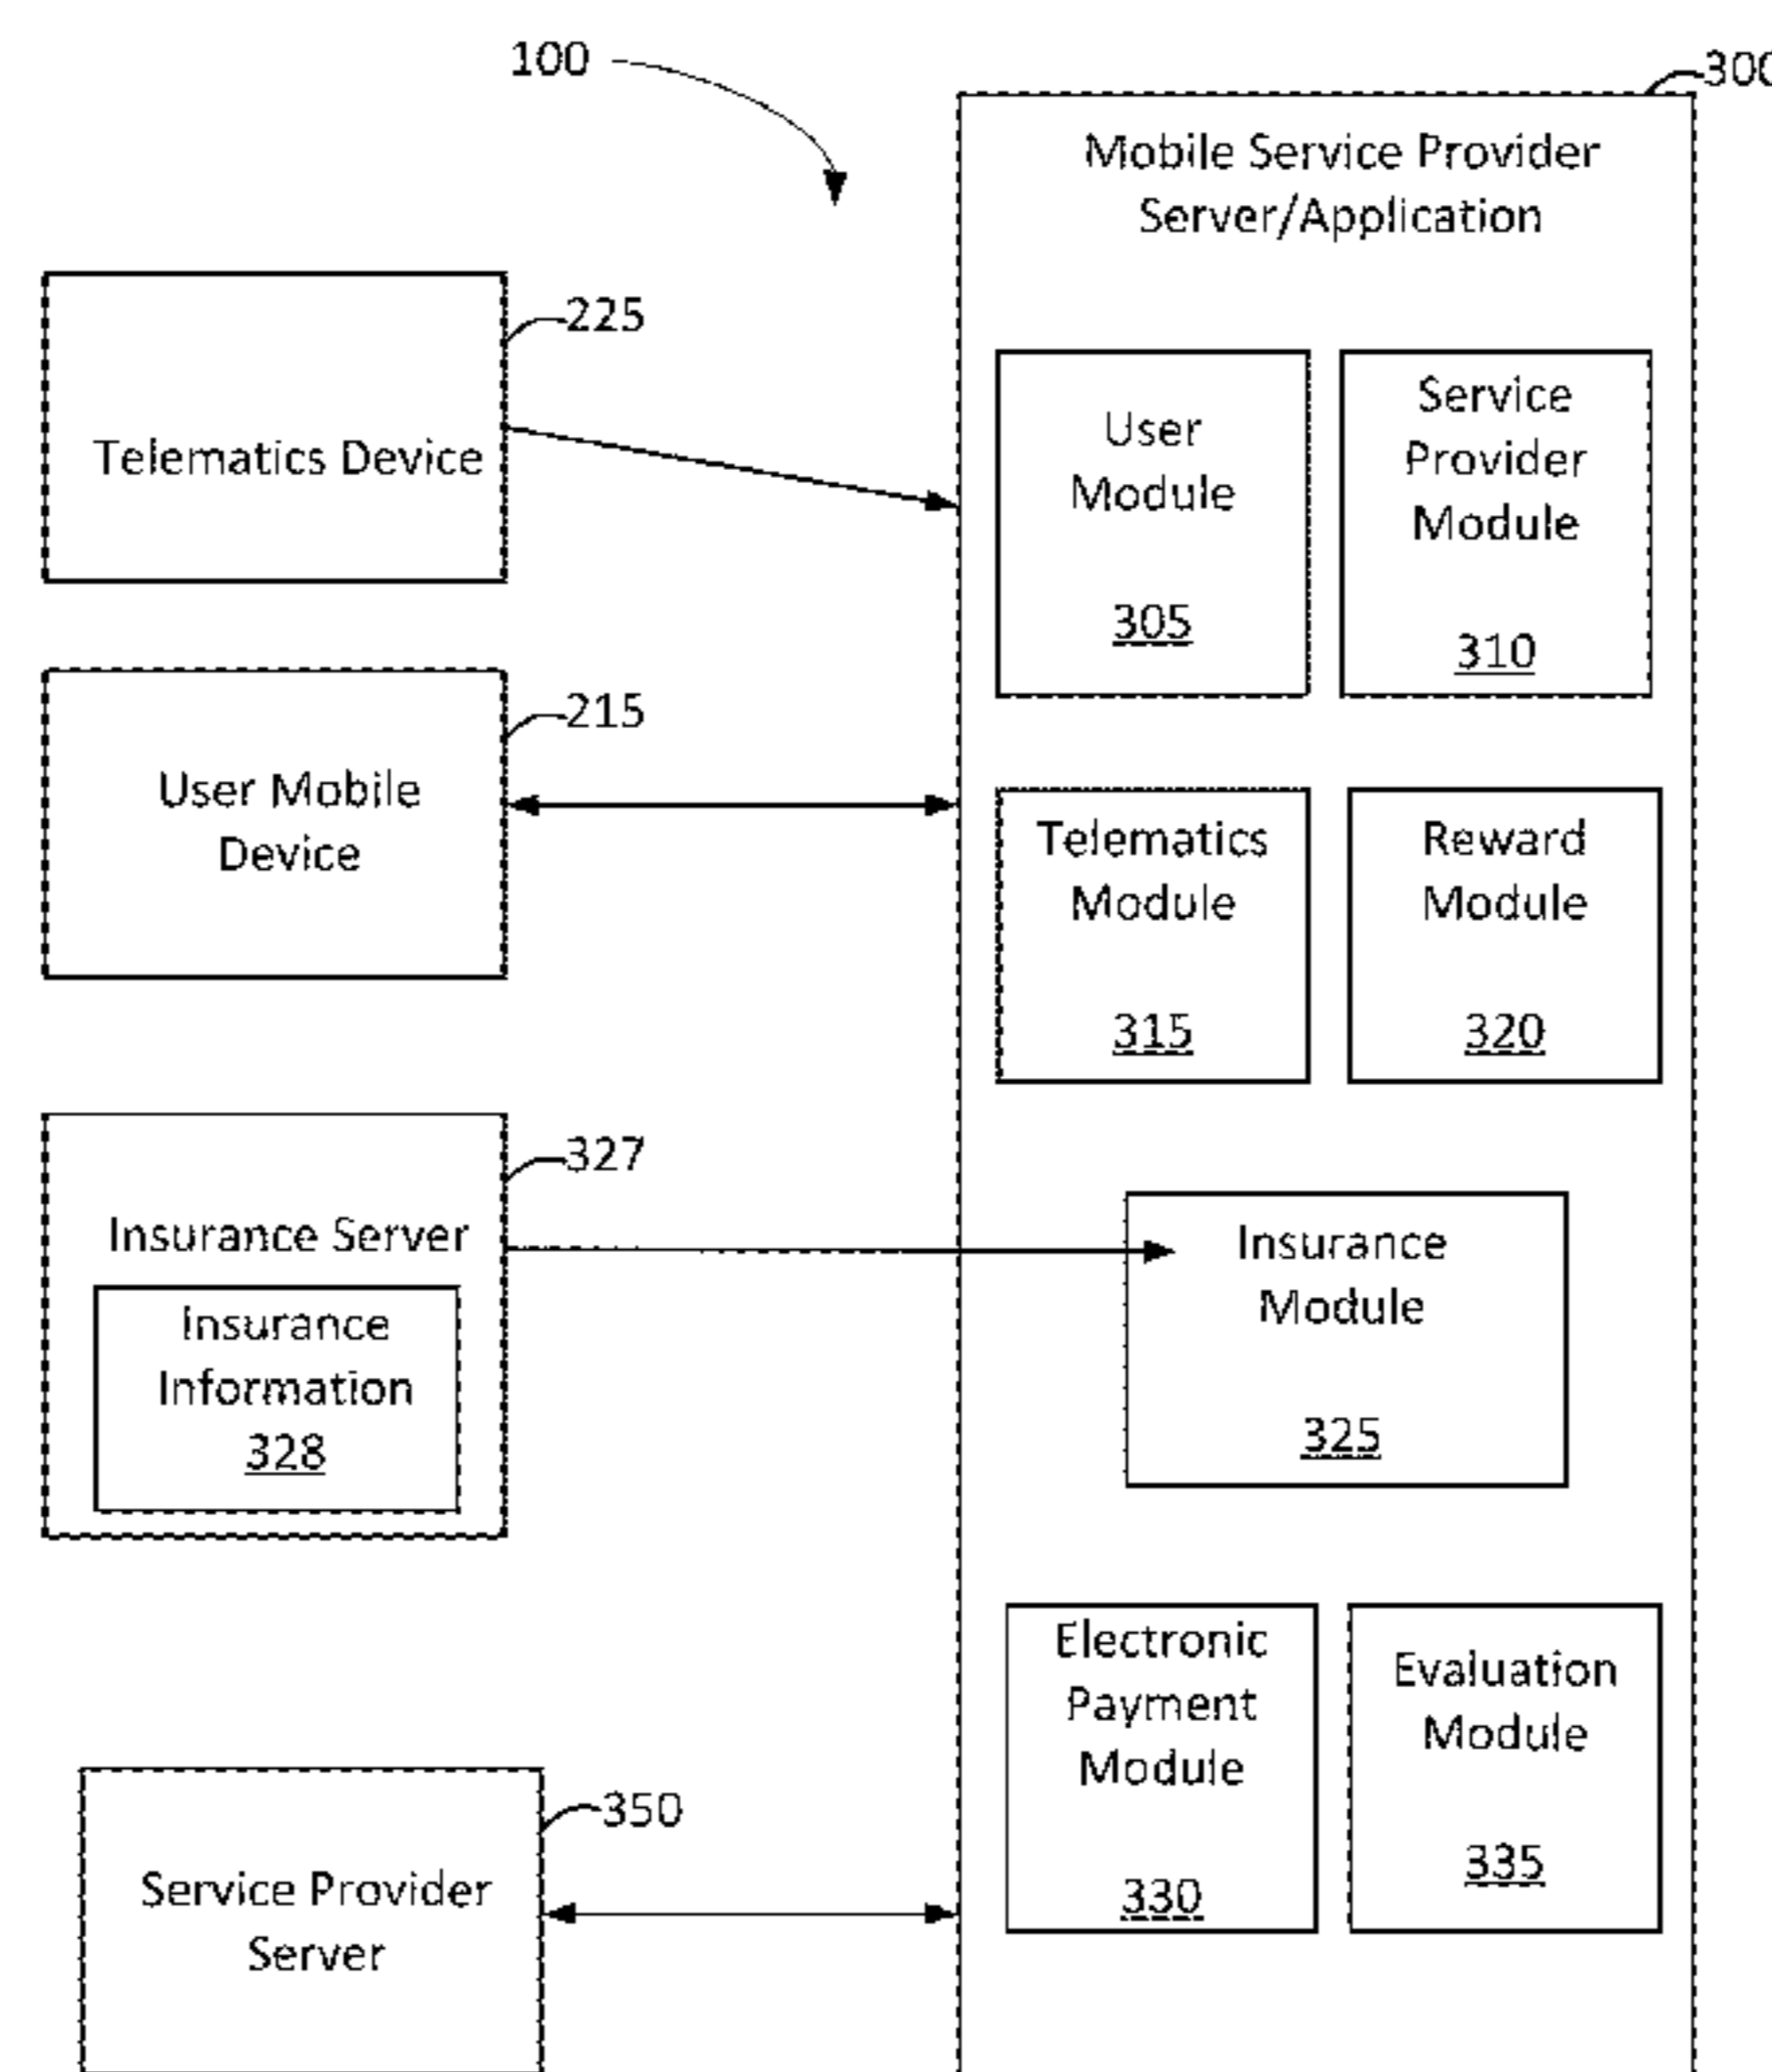 100
300
Mobile Service Provider
Server/Application
225
Telematics Device
User
Module
305
Service
Provider
Module
310
215
User Mobile
Device
Telematics
Module
315
Reward
Module
320
327
Insurance Server
Insurance
Information
328
Insurance
Module
325
Electronic
Payment
Module
330
Evaluation
Module
335
350
Service Provider
Server